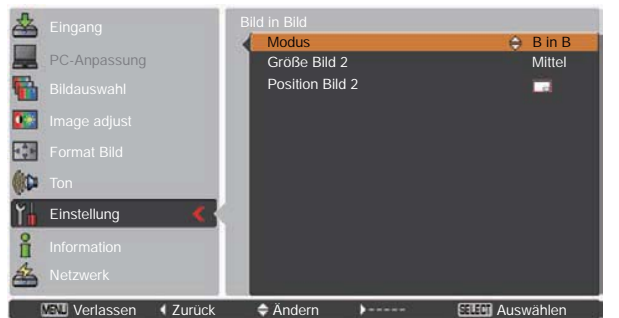 Eingang
PC-Anpassung
Bildauswahl
Image adjust
Format Bild
Ton
Einstellung
Information
Netzwerk
Bild in Bild
Modus B in B
Größe Bild 2 Mittel
Position Bild 2
MENU Verlassen Zurück Ändern ----- SELECT Auswählen